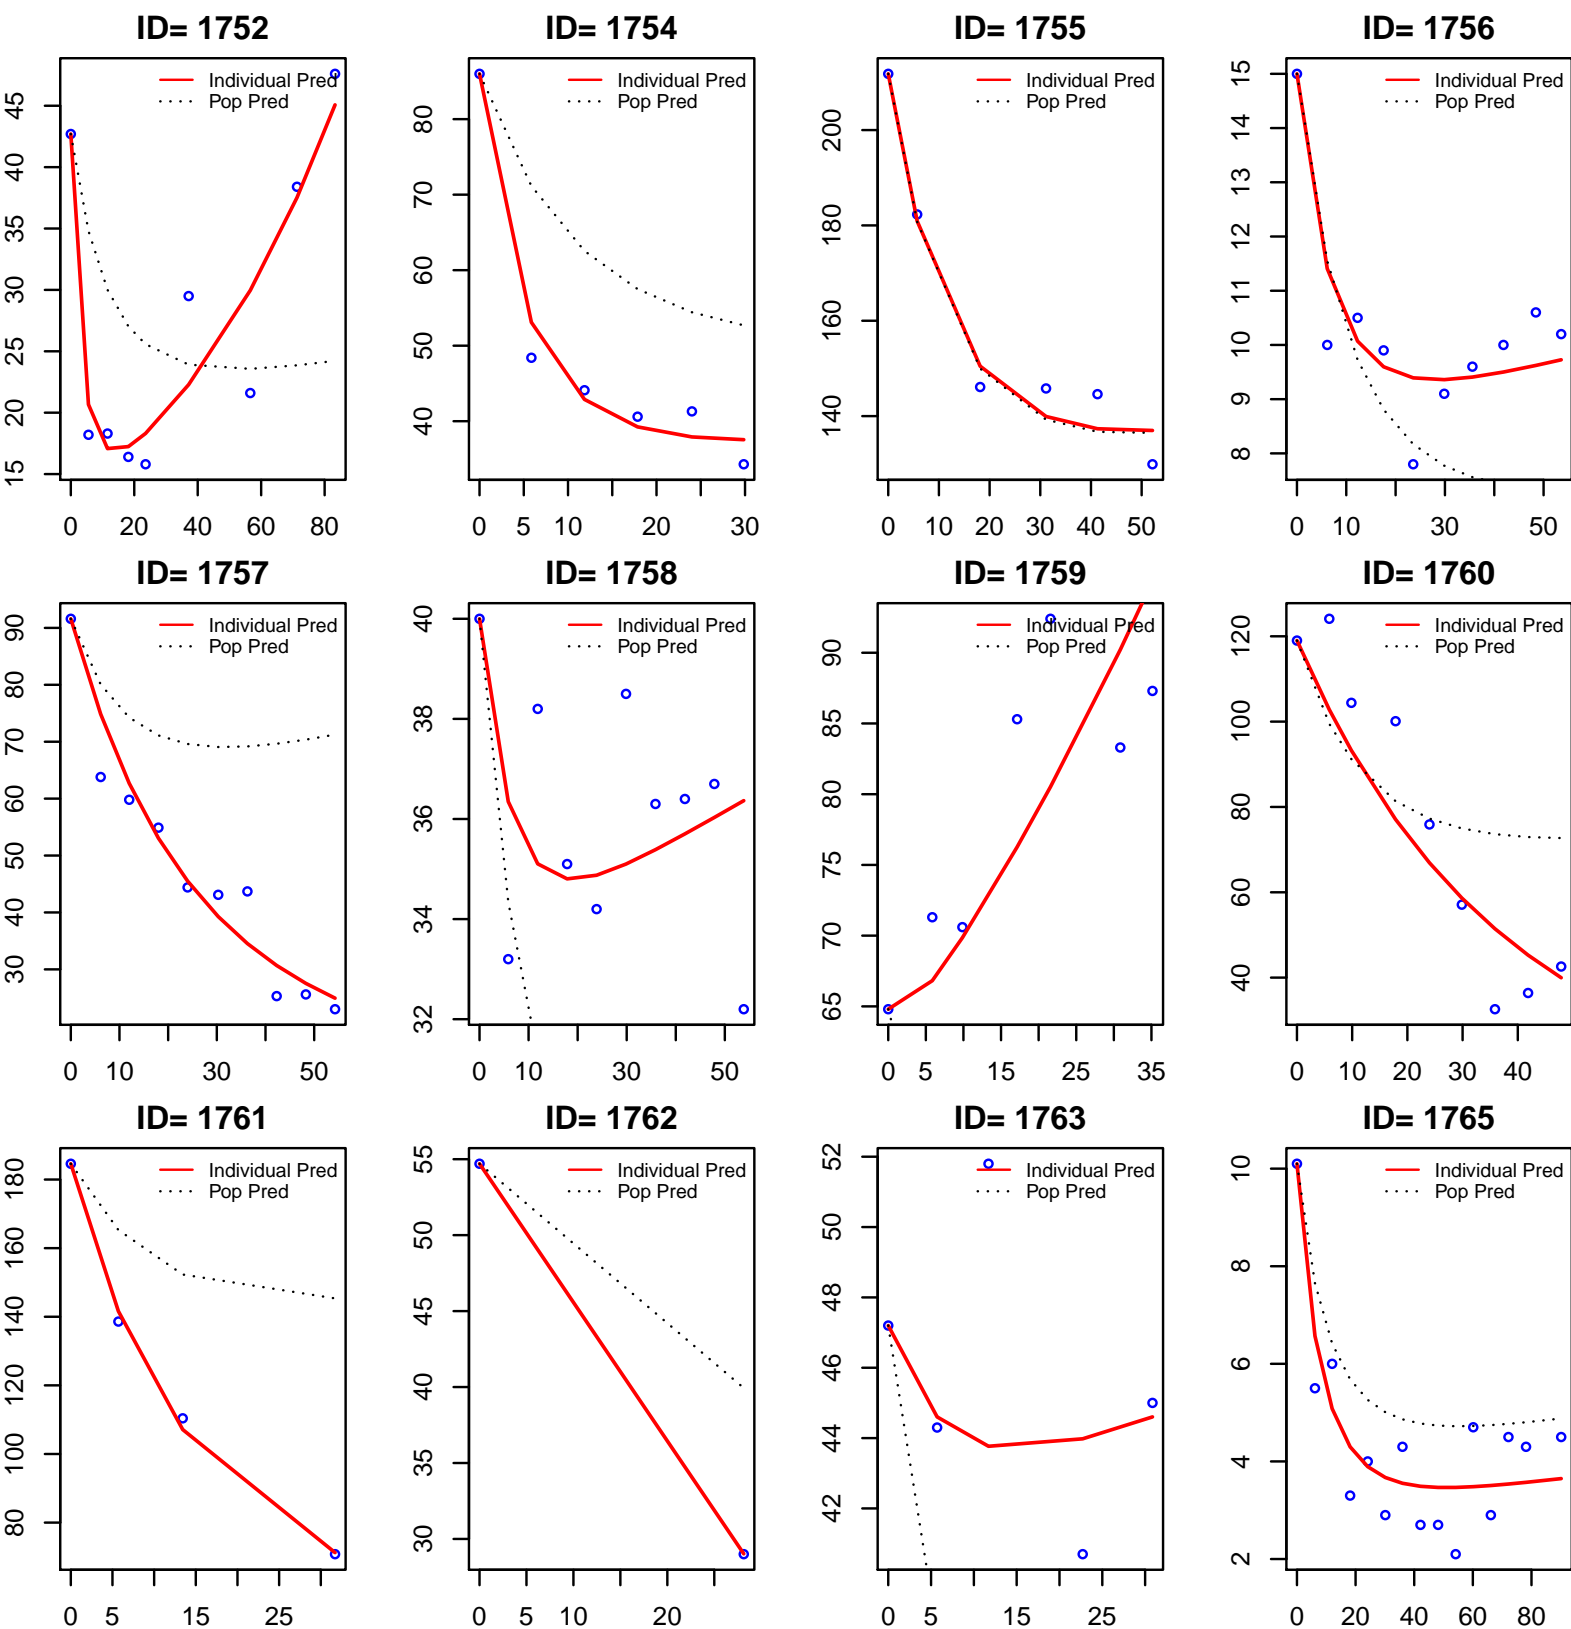 ID= 1752
Individual Pred
Pop Pred
15 20 25 30 35 40 45
0 20 40 60 80
ID= 1754
Individual Pred
Pop Pred
40 50 60 70 80
0 5 10 20 30
ID= 1755
Individual Pred
Pop Pred
140 160 180 200
0 10 20 30 40 50
ID= 1756
Individual Pred
Pop Pred
8 9 10 11 12 13 14 15
0 10 30 50
ID= 1757
Individual Pred
Pop Pred
30 40 50 60 70 80 90
0 10 30 50
ID= 1758
Individual Pred
Pop Pred
32 34 36 38 40
0 10 30 50
ID= 1759
Individual Pred
Pop Pred
65 70 75 80 85 90
0 5 15 25 35
ID= 1760
Individual Pred
Pop Pred
40 60 80 100 120
0 10 20 30 40
ID= 1761
Individual Pred
Pop Pred
80 100 120 140 160 180
0 5 15 25
ID= 1762
Individual Pred
Pop Pred
30 35 40 45 50 55
0 5 10 20
ID= 1763
Individual Pred
Pop Pred
42 44 46 48 50 52
0 5 15 25
ID= 1765
Individual Pred
Pop Pred
2 4 6 8 10
0 20 40 60 80